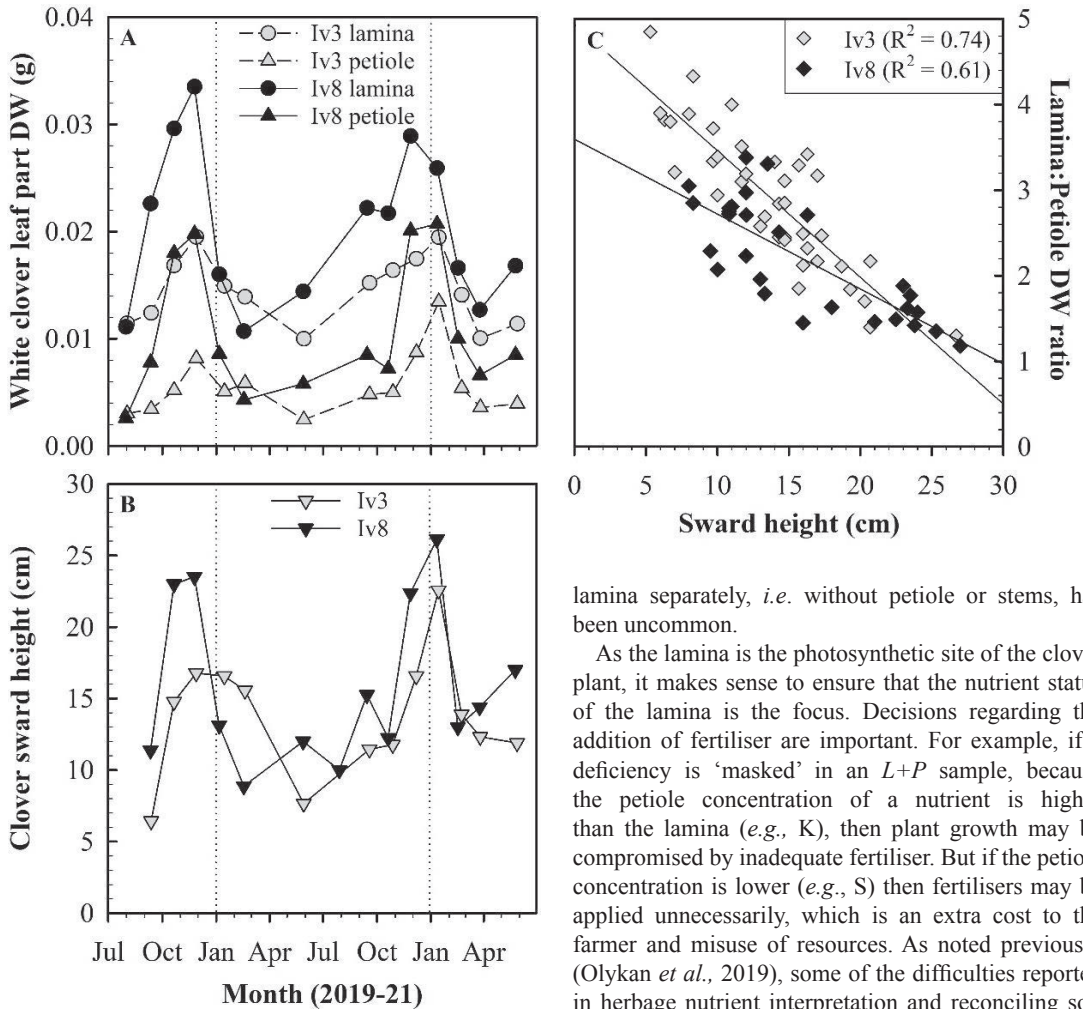 0.04
0.03
0.02
0.01
0.00
White clover leaf part DW (g)
A
Iv3 lamina
Iv3 petiole
Iv8 lamina
Iv8 petiole
30
25
20
15
10
5
0
Clover sward height (cm)
B
Iv3
Iv8
Jul Oct Jan Apr Jul Oct Jan Apr
Month (2019-21)
C
Iv3 (R² = 0.74)
Iv8 (R² = 0.61)
5
4
3
2
1
0
Lamina:Petiole DW ratio
0 5 10 15 20 25 30
Sward height (cm)
lamina separately, i.e. without petiole or stems,
been uncommon.
As the lamina is the photosynthetic site of the
plant, it makes sense to ensure that the nutrient
of the lamina is the focus. Decisions regarding
addition of fertiliser are important. For example, if
deficiency is ‘masked’ in an L+P sample,
the petiole concentration of a nutrient is
than the lamina (e.g., K), then plant growth may
compromised by inadequate fertiliser. But if the
concentration is lower (e.g., S) then fertilisers may
applied unnecessarily, which is an extra cost to
farmer and misuse of resources. As noted
(Olykan et al., 2019), some of the difficulties
in herbage nutrient interpretation and reconciling